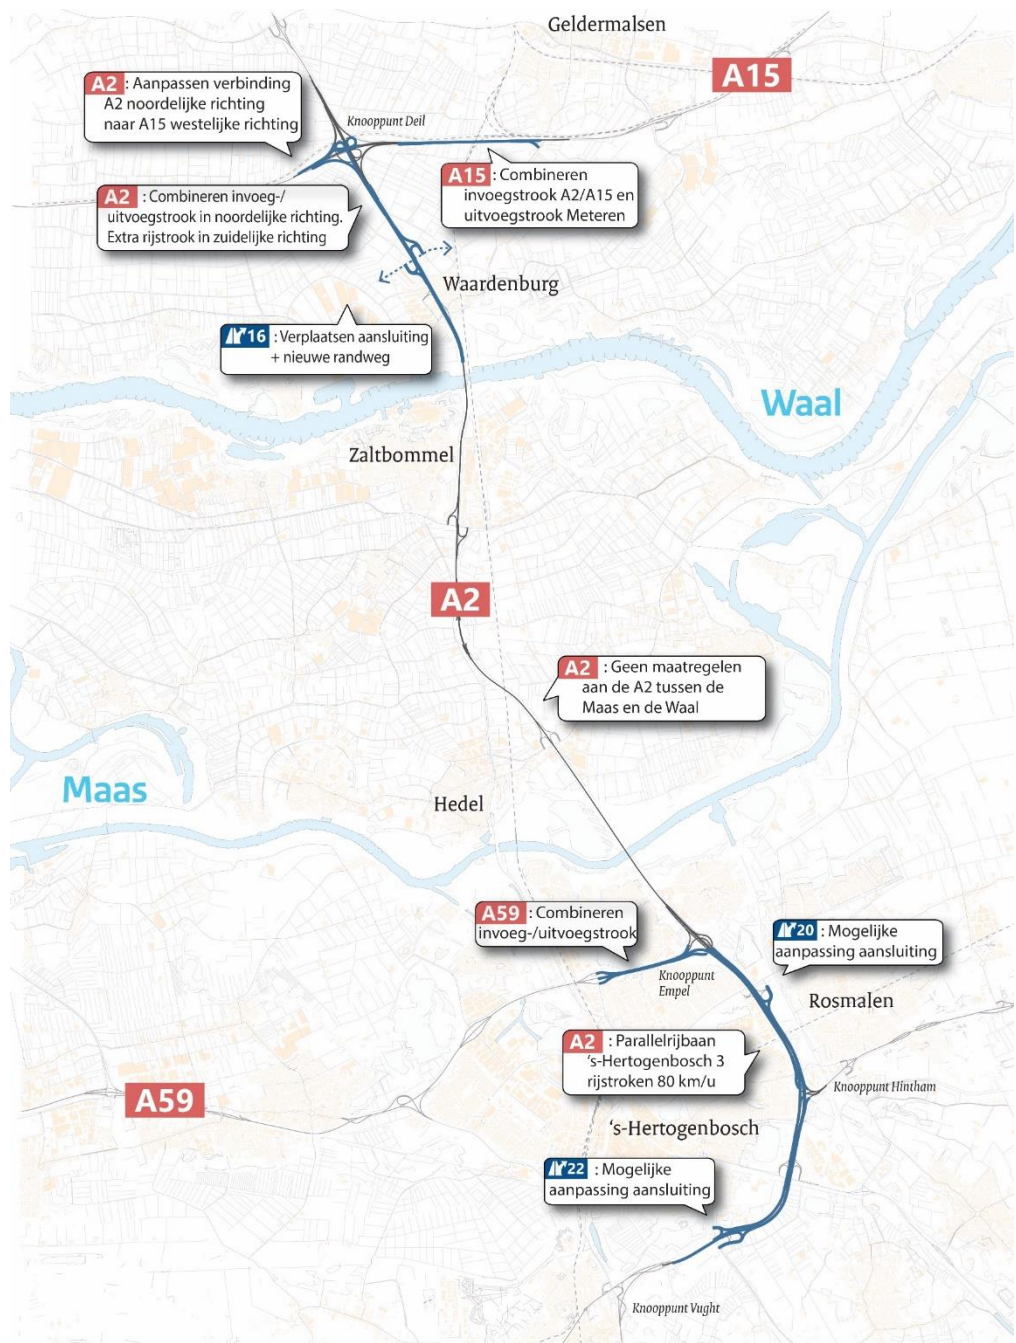 Geldermalsen
A15
A2 : Aanpassen verbinding
A2 noordelijke richting
naar A15 westelijke richting
Knooppunt Deil
A15 : Combineren
invoegstrook A2/A15 en
uitvoegstrook Meteren
A2 : Combineren invoeg-/
uitvoegstrook in noordelijke richting.
Extra rijstrook in zuidelijke richting
Waardenburg
16 : Verplaatsen aansluiting
+ nieuwe randweg
Waal
Zaltbommel
A2
A2 : Geen maatregelen
aan de A2 tussen de
Maas en de Waal
Maas
Hedel
A59 : Combineren
invoeg-/uitvoegstrook
20 : Mogelijke
aanpassing aansluiting
Knooppunt
Empel
Rosmalen
A2 : Parallelrijbaan
‘s-Hertogenbosch 3
rijstroken 80 km/u
Knooppunt Hintham
A59
‘s-Hertogenbosch
22 : Mogelijke
aanpassing aansluiting
Knooppunt Vught